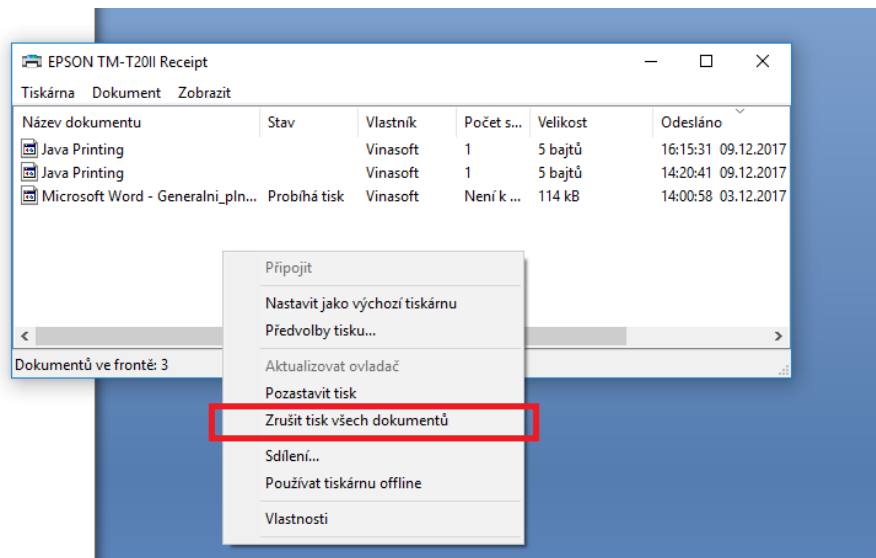 EPSON TM-T20II Receipt
Tiskárna Dokument Zobrazit
Název dokumentu Stav Vlastník Počet s... Velikost Odesláno
Java Printing Vinasoft 1 5 bajtů 16:15:31 09.12.2017
Java Printing Vinasoft 1 5 bajtů 14:20:41 09.12.2017
Microsoft Word - Generalni_pln... Probíhá tisk Vinasoft Není k ... 114 kB 14:00:58 03.12.2017
Připojit
Nastavit jako výchozí tiskárnu
Předvolby tisku...
Dokumentů ve frontě: 3
Aktualizovat ovladač
Pozastavit tisk
Zrušit tisk všech dokumentů
Sdílení...
Používat tiskárnu offline
Vlastnosti